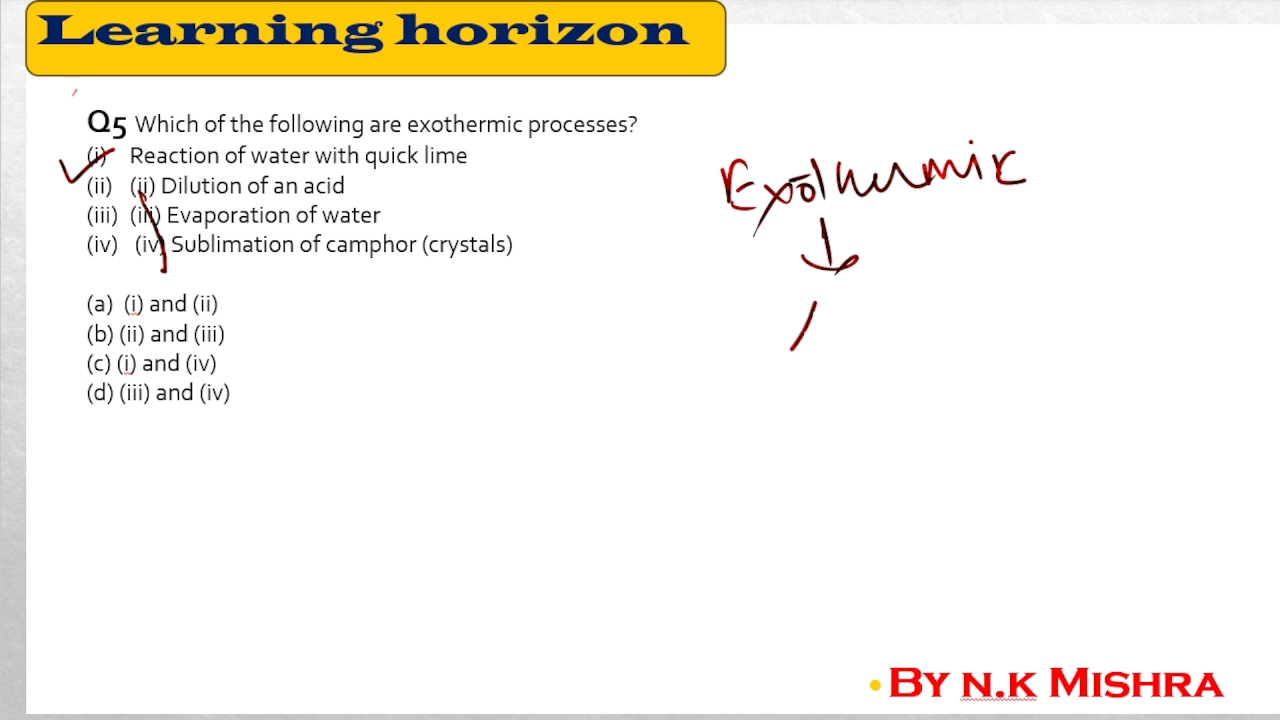 Learning horizon
Q5 Which of the following are exothermic processes?
(i) Reaction of water with quick lime
(ii) (ii) Dilution of an acid
(iii) (iii) Evaporation of water
(iv) (iv) Sublimation of camphor (crystals)
(a) (i) and (ii)
(b) (ii) and (iii)
(c) (i) and (iv)
(d) (iii) and (iv)
Exothermic
• By n.k Mishra